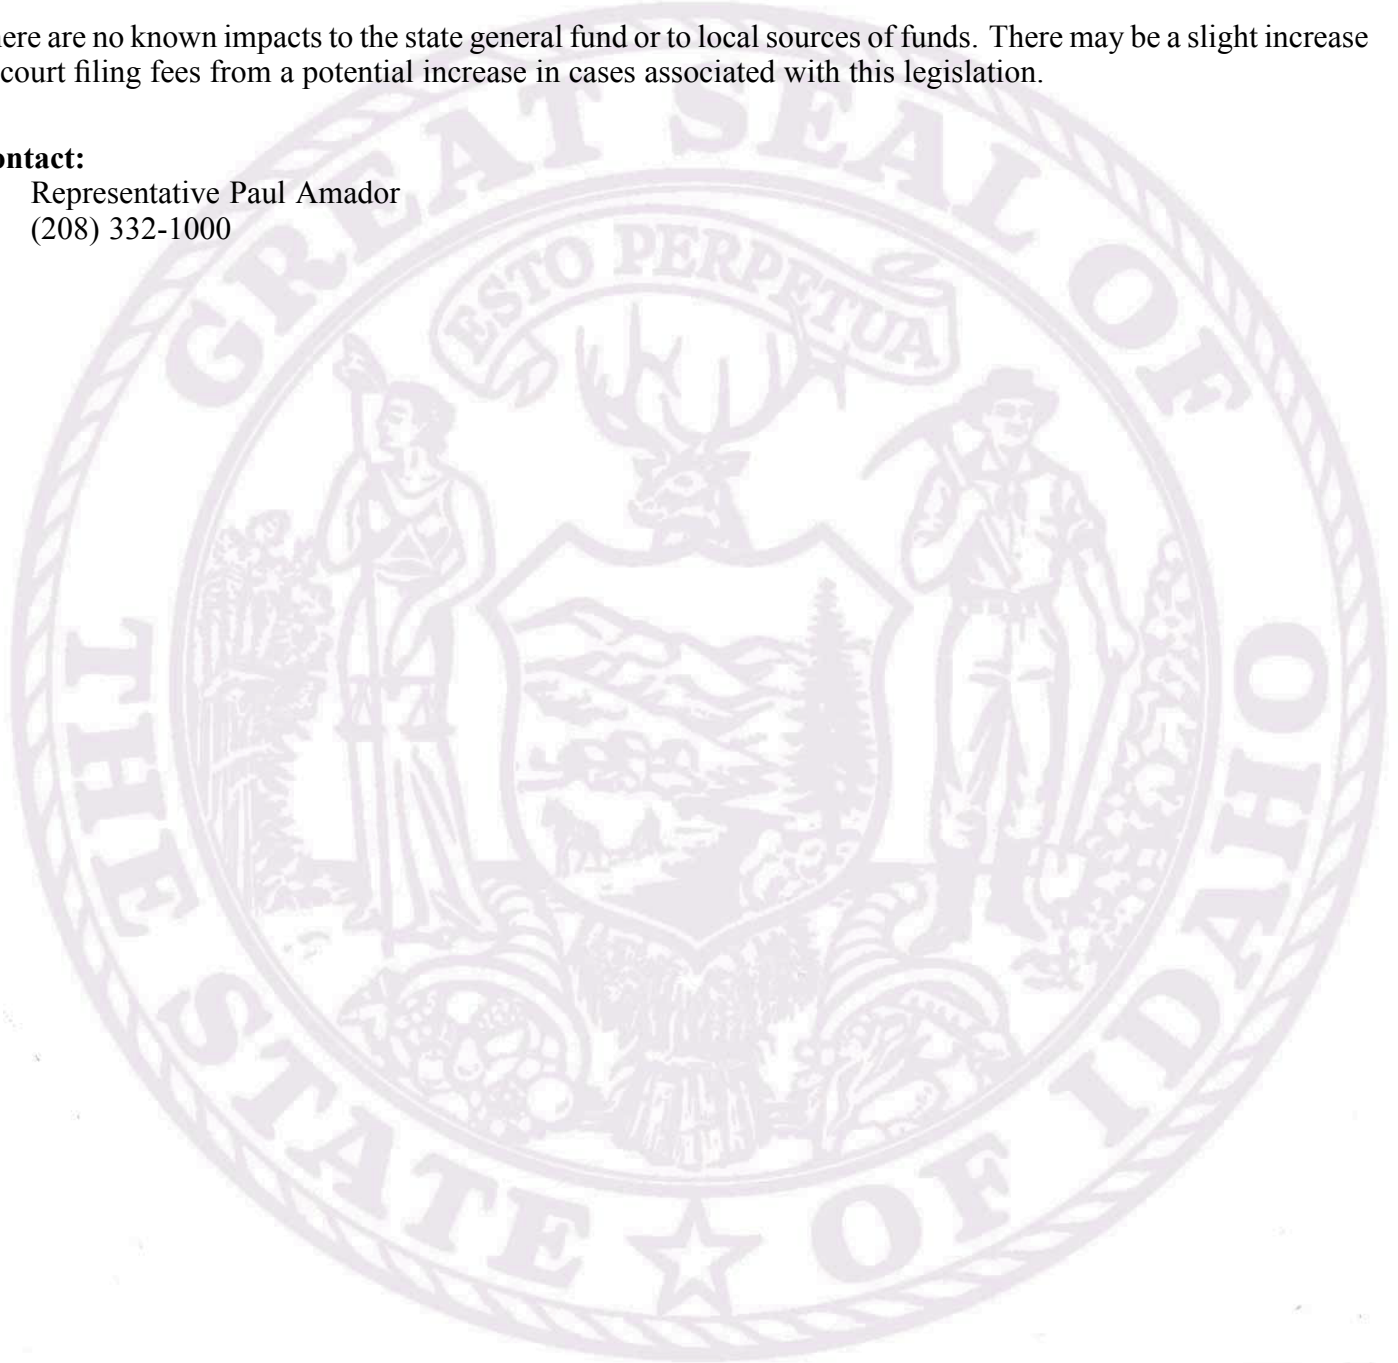 here are no known impacts to the state general fund or to local sources of funds. There may be a slight increase
court filing fees from a potential increase in cases associated with this legislation.
ontact:
Representative Paul Amador
(208) 332-1000
THE GREAT SEAL OF
THE STATE ☆ OF IDAHO
ESTO PERPETUA